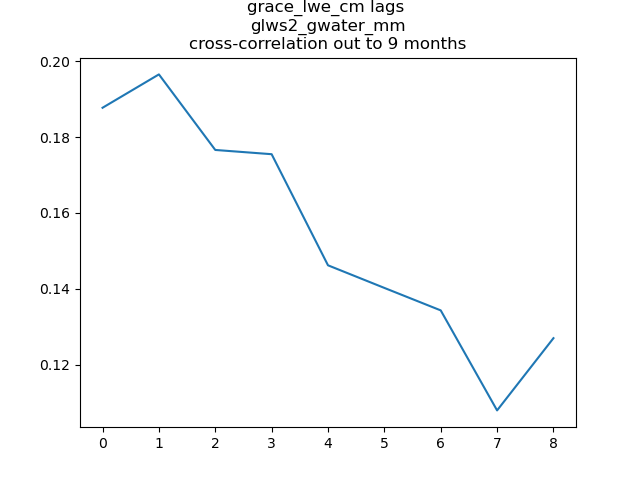 grace_lwe_cm lags
glws2_gwater_mm
cross-correlation out to 9 months
0.20
0.18
0.16
0.14
0.12
0 1 2 3 4 5 6 7 8